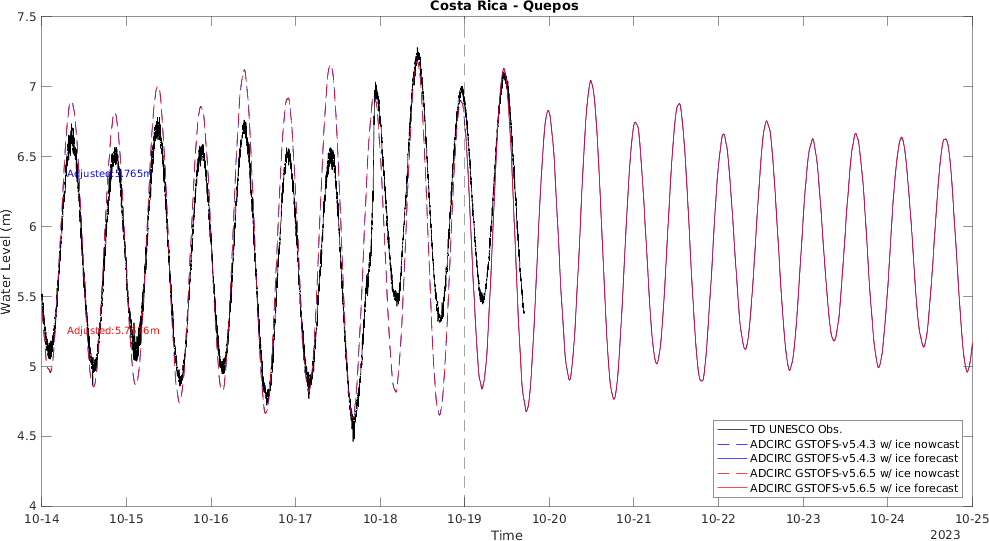 Costa Rica - Quepos
Water Level (m)
7.5
7
6.5
6
5.5
5
4.5
4
Adjusted:5.765m
10-14
10-15
10-16
10-17
10-18
10-19
10-20
10-21
10-22
10-23
10-24
10-25
Time
2023
TD UNESCO Obs.
ADCIRC GSTOFS-v5.4.3 w/ ice nowcast
ADCIRC GSTOFS-v5.4.3 w/ ice forecast
ADCIRC GSTOFS-v5.6.5 w/ ice nowcast
ADCIRC GSTOFS-v5.6.5 w/ ice forecast